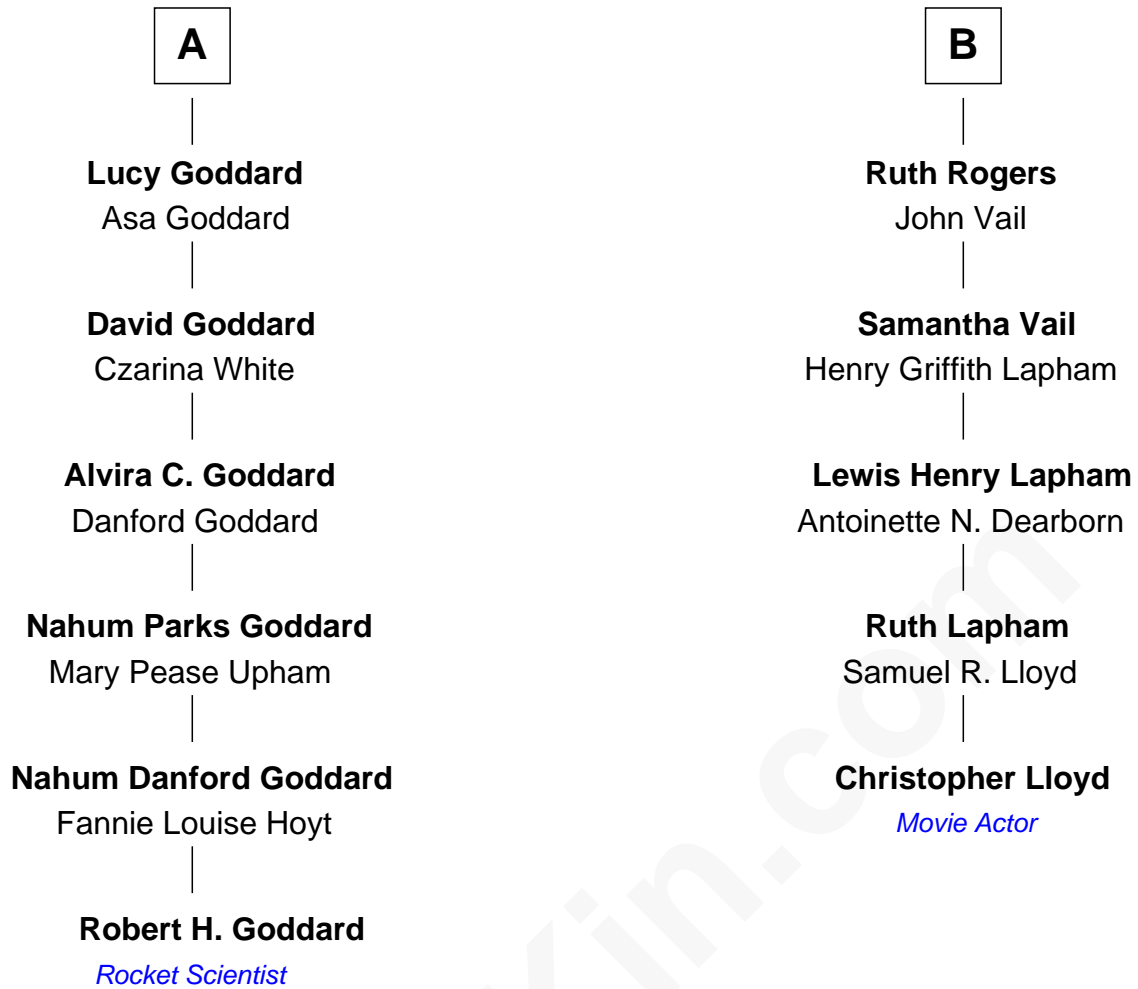 A
Lucy Goddard
Asa Goddard
David Goddard
Czarina White
Alvira C. Goddard
Danford Goddard
Nahum Parks Goddard
Mary Pease Upham
Nahum Danford Goddard
Fannie Louise Hoyt
Robert H. Goddard
Rocket Scientist
B
Ruth Rogers
John Vail
Samantha Vail
Henry Griffith Lapham
Lewis Henry Lapham
Antoinette N. Dearborn
Ruth Lapham
Samuel R. Lloyd
Christopher Lloyd
Movie Actor
Kin.com